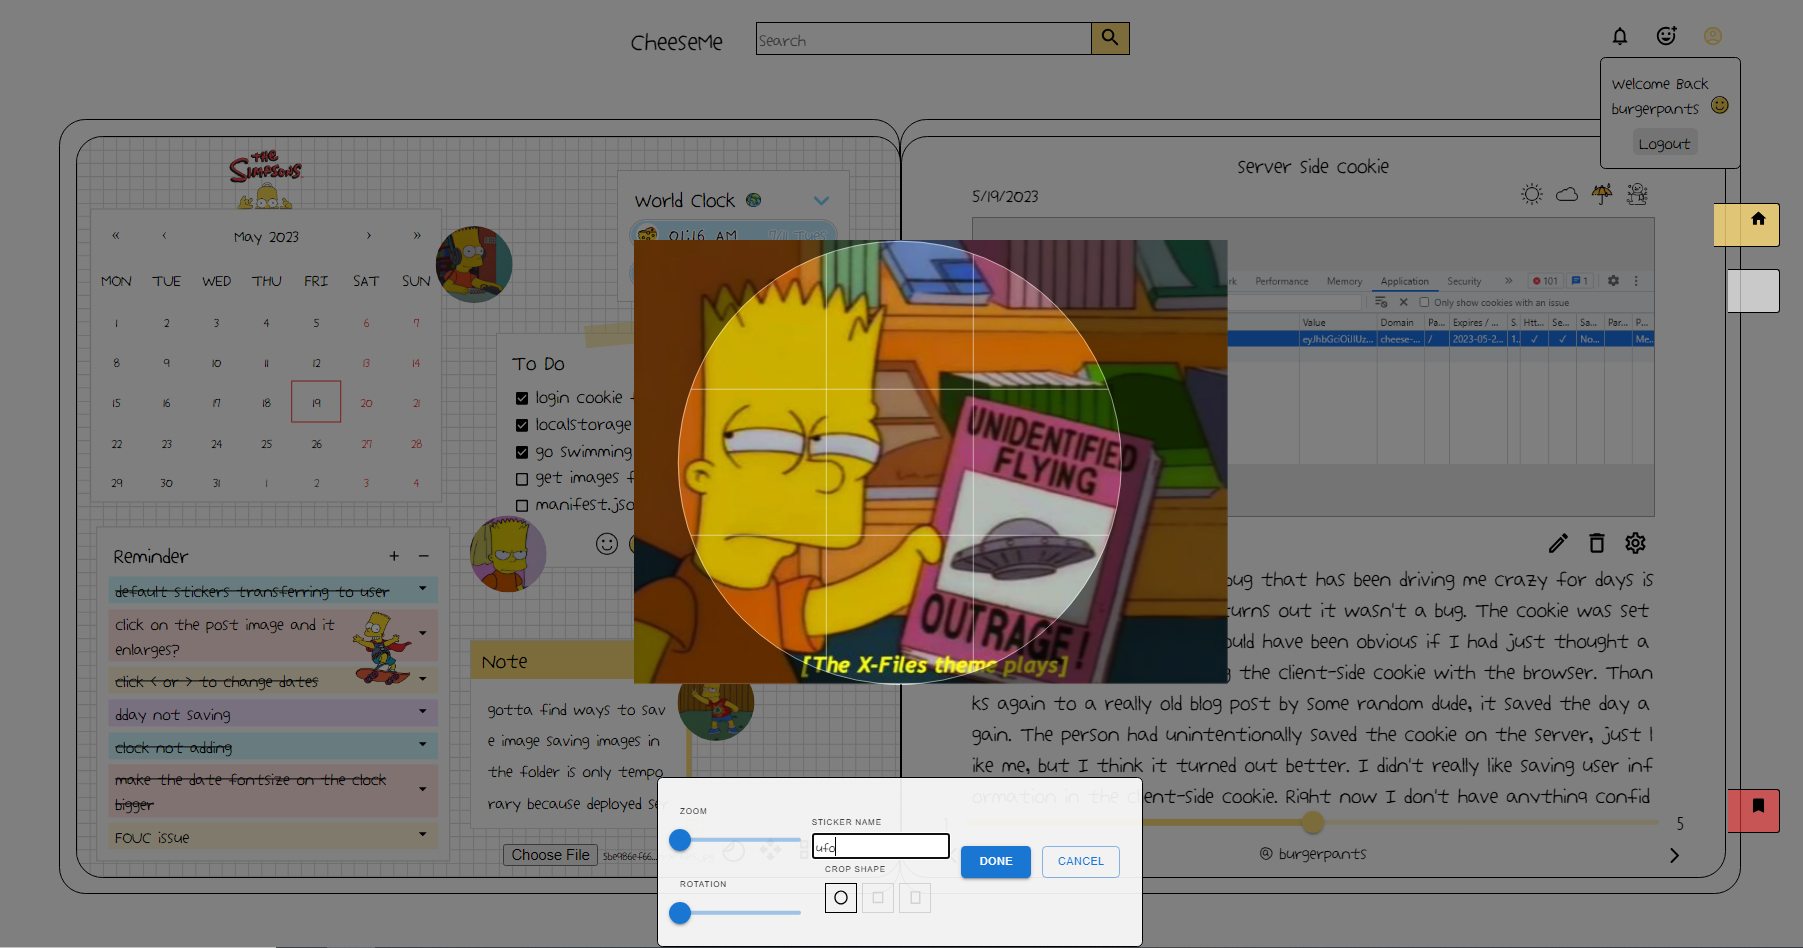 CheeseMe
Search
Welcome Back
burgerpants
Logout
THE SIMPSONS
« ‹ May 2023 › »
MON TUE WED THU FRI SAT SUN
1 2 3 4 5 6 7
8 9 10 11 12 13 14
15 16 17 18 19 20 21
22 23 24 25 26 27 28
29 30 31 1 2 3 4
World Clock
01:16 AM 7/11 TUES
To Do
login cookie
localstorage
go swimming
get images
manifest.jso
Reminder + −
default stickers transferring to user
click on the post image and it
enlarges?
click < or > to change dates
dday not saving
clock not adding
make the date fontsize on the clock
bigger
FOUC issue
Note
gotta find ways to sav
e image saving images in
the folder is only tempo
rary because deployed ser
Choose File 5be986ef66...
UNIDENTIFIED
FLYING
OUTRAGE!
[The X-Files theme plays]
Server Side cookie
5/19/2023
rk Performance Memory Application Security » 101 1
Only show cookies with an issue
Value Domain Pa... Expires / ... S. Htt... Se... Sa... Par... P...
eyJhbGciOiJIUz... cheese-... / 2023-05-2... 1. ✓ ✓ No... Me...
bug that has been driving me crazy for days is
turns out it wasn't a bug. The cookie was set
ould have been obvious if I had just thought a
g the client-side cookie with the browser. Than
ks again to a really old blog post by some random dude, it saved the day a
gain. The person had unintentionally saved the cookie on the server, just l
ike me, but I think it turned out better. I didn't really like saving user inf
ormation in the client-side cookie. Right now I don't have anything confid
5
@ burgerpants
ZOOM
STICKER NAME
ufo
DONE CANCEL
CROP SHAPE
ROTATION